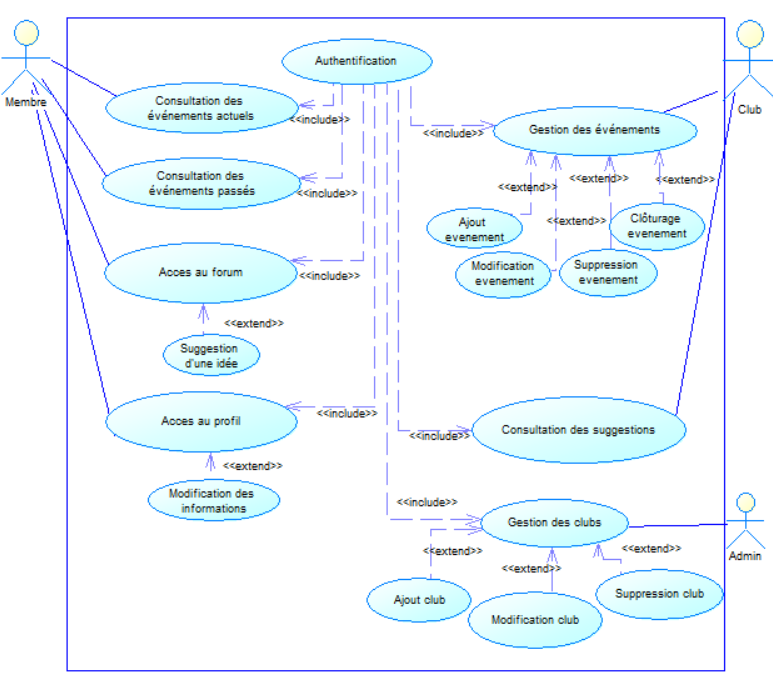 Authentification
Membre
Club
Consultation des
événements actuels
<<include>>
<<include>>
Gestion des événements
Consultation des
événements passés
<<include>>
<<extend>>
<<extend>>
<<extend>>
<<extend>>
Ajout
evenement
Clôturage
evenement
Modification
evenement
Suppression
evenement
Acces au forum
<<include>>
<<extend>>
Suggestion
d'une idée
Acces au profil
<<include>>
<<include>>
Consultation des suggestions
<<extend>>
Modification des
informations
<<include>>
Gestion des clubs
Admin
<<extend>>
<<extend>>
<<extend>>
Ajout club
Modification club
Suppression club